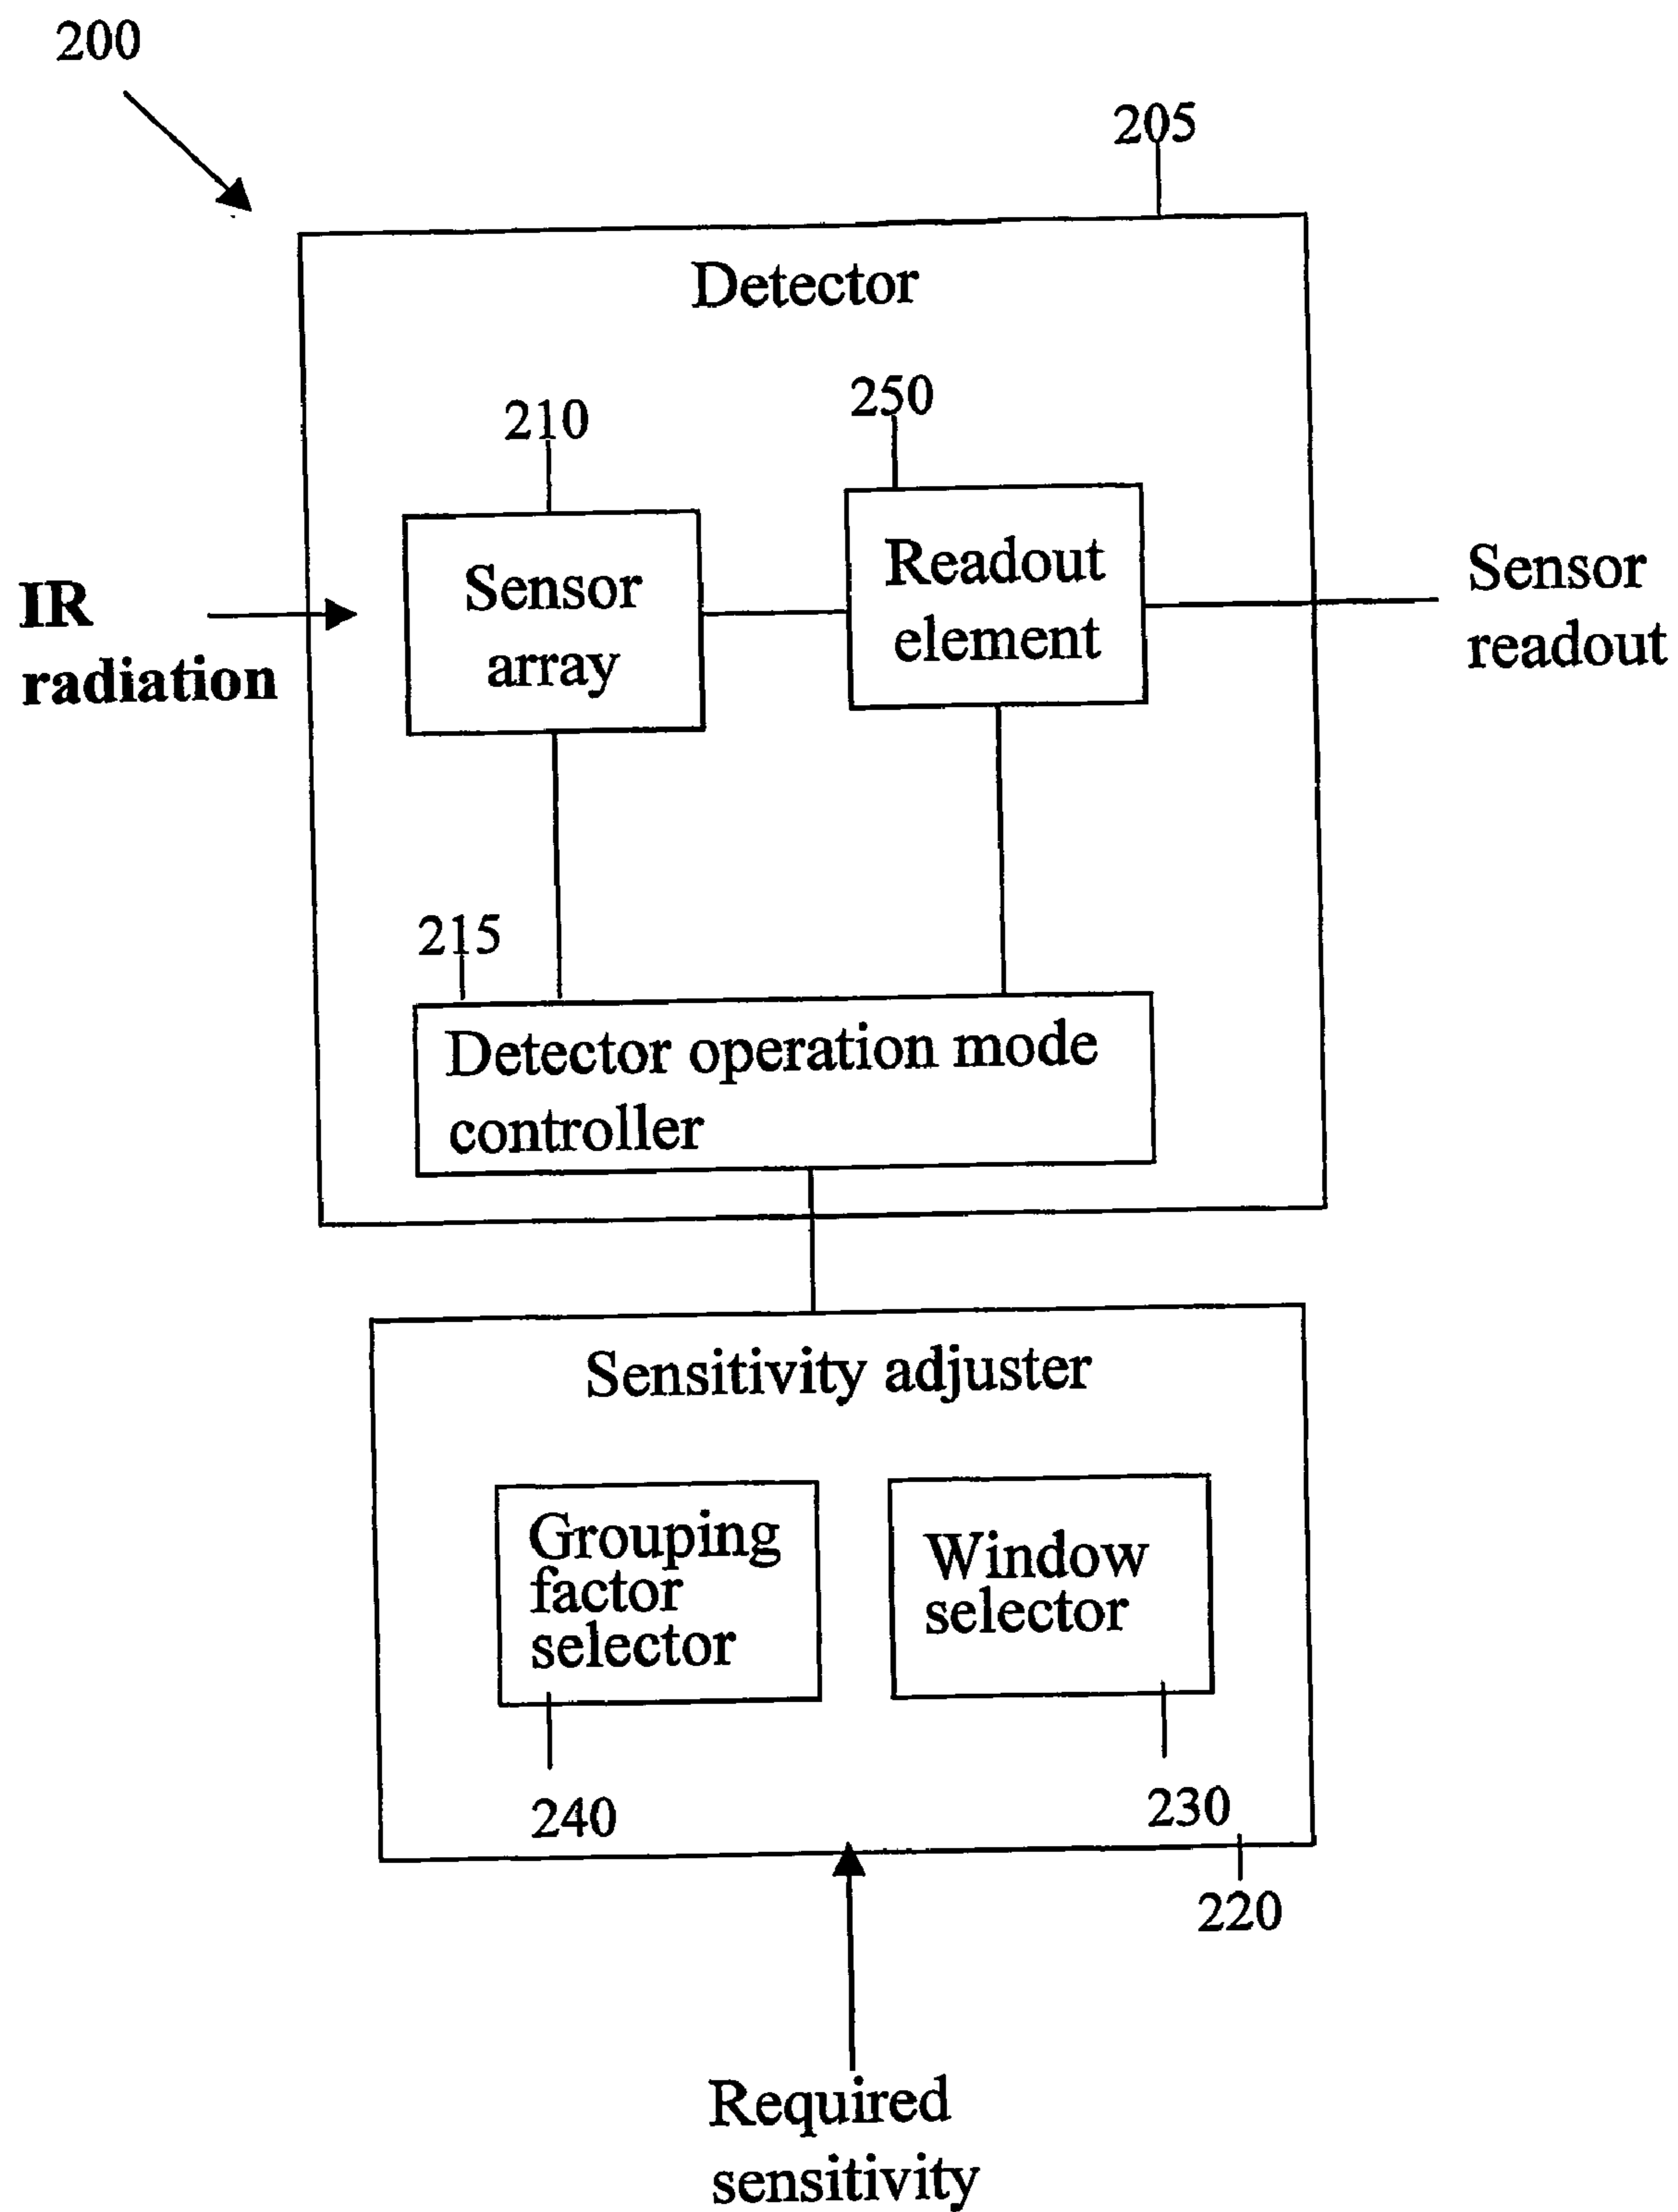 200
205
Detector
210
250
Sensor
array
Readout
element
IR
radiation
Sensor
readout
215
Detector operation mode
controller
Sensitivity adjuster
Grouping
factor
selector
Window
selector
240
230
220
Required
sensitivity